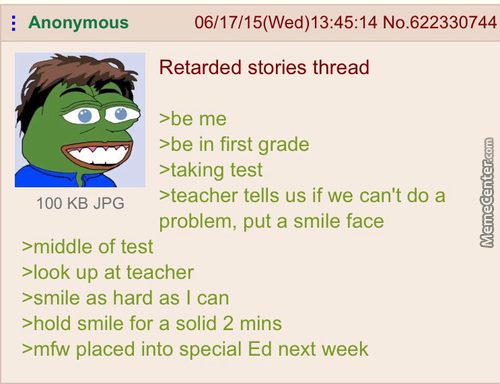 Anonymous 06/17/15(Wed)13:45:14 No.622330744
Retarded stories thread
>be me
>be in first grade
>taking test
>teacher tells us if we can't do a
problem, put a smile face
100 KB JPG
>middle of test
>look up at teacher
>smile as hard as I can
>hold smile for a solid 2 mins
>mfw placed into special Ed next week
MemeCenter.com